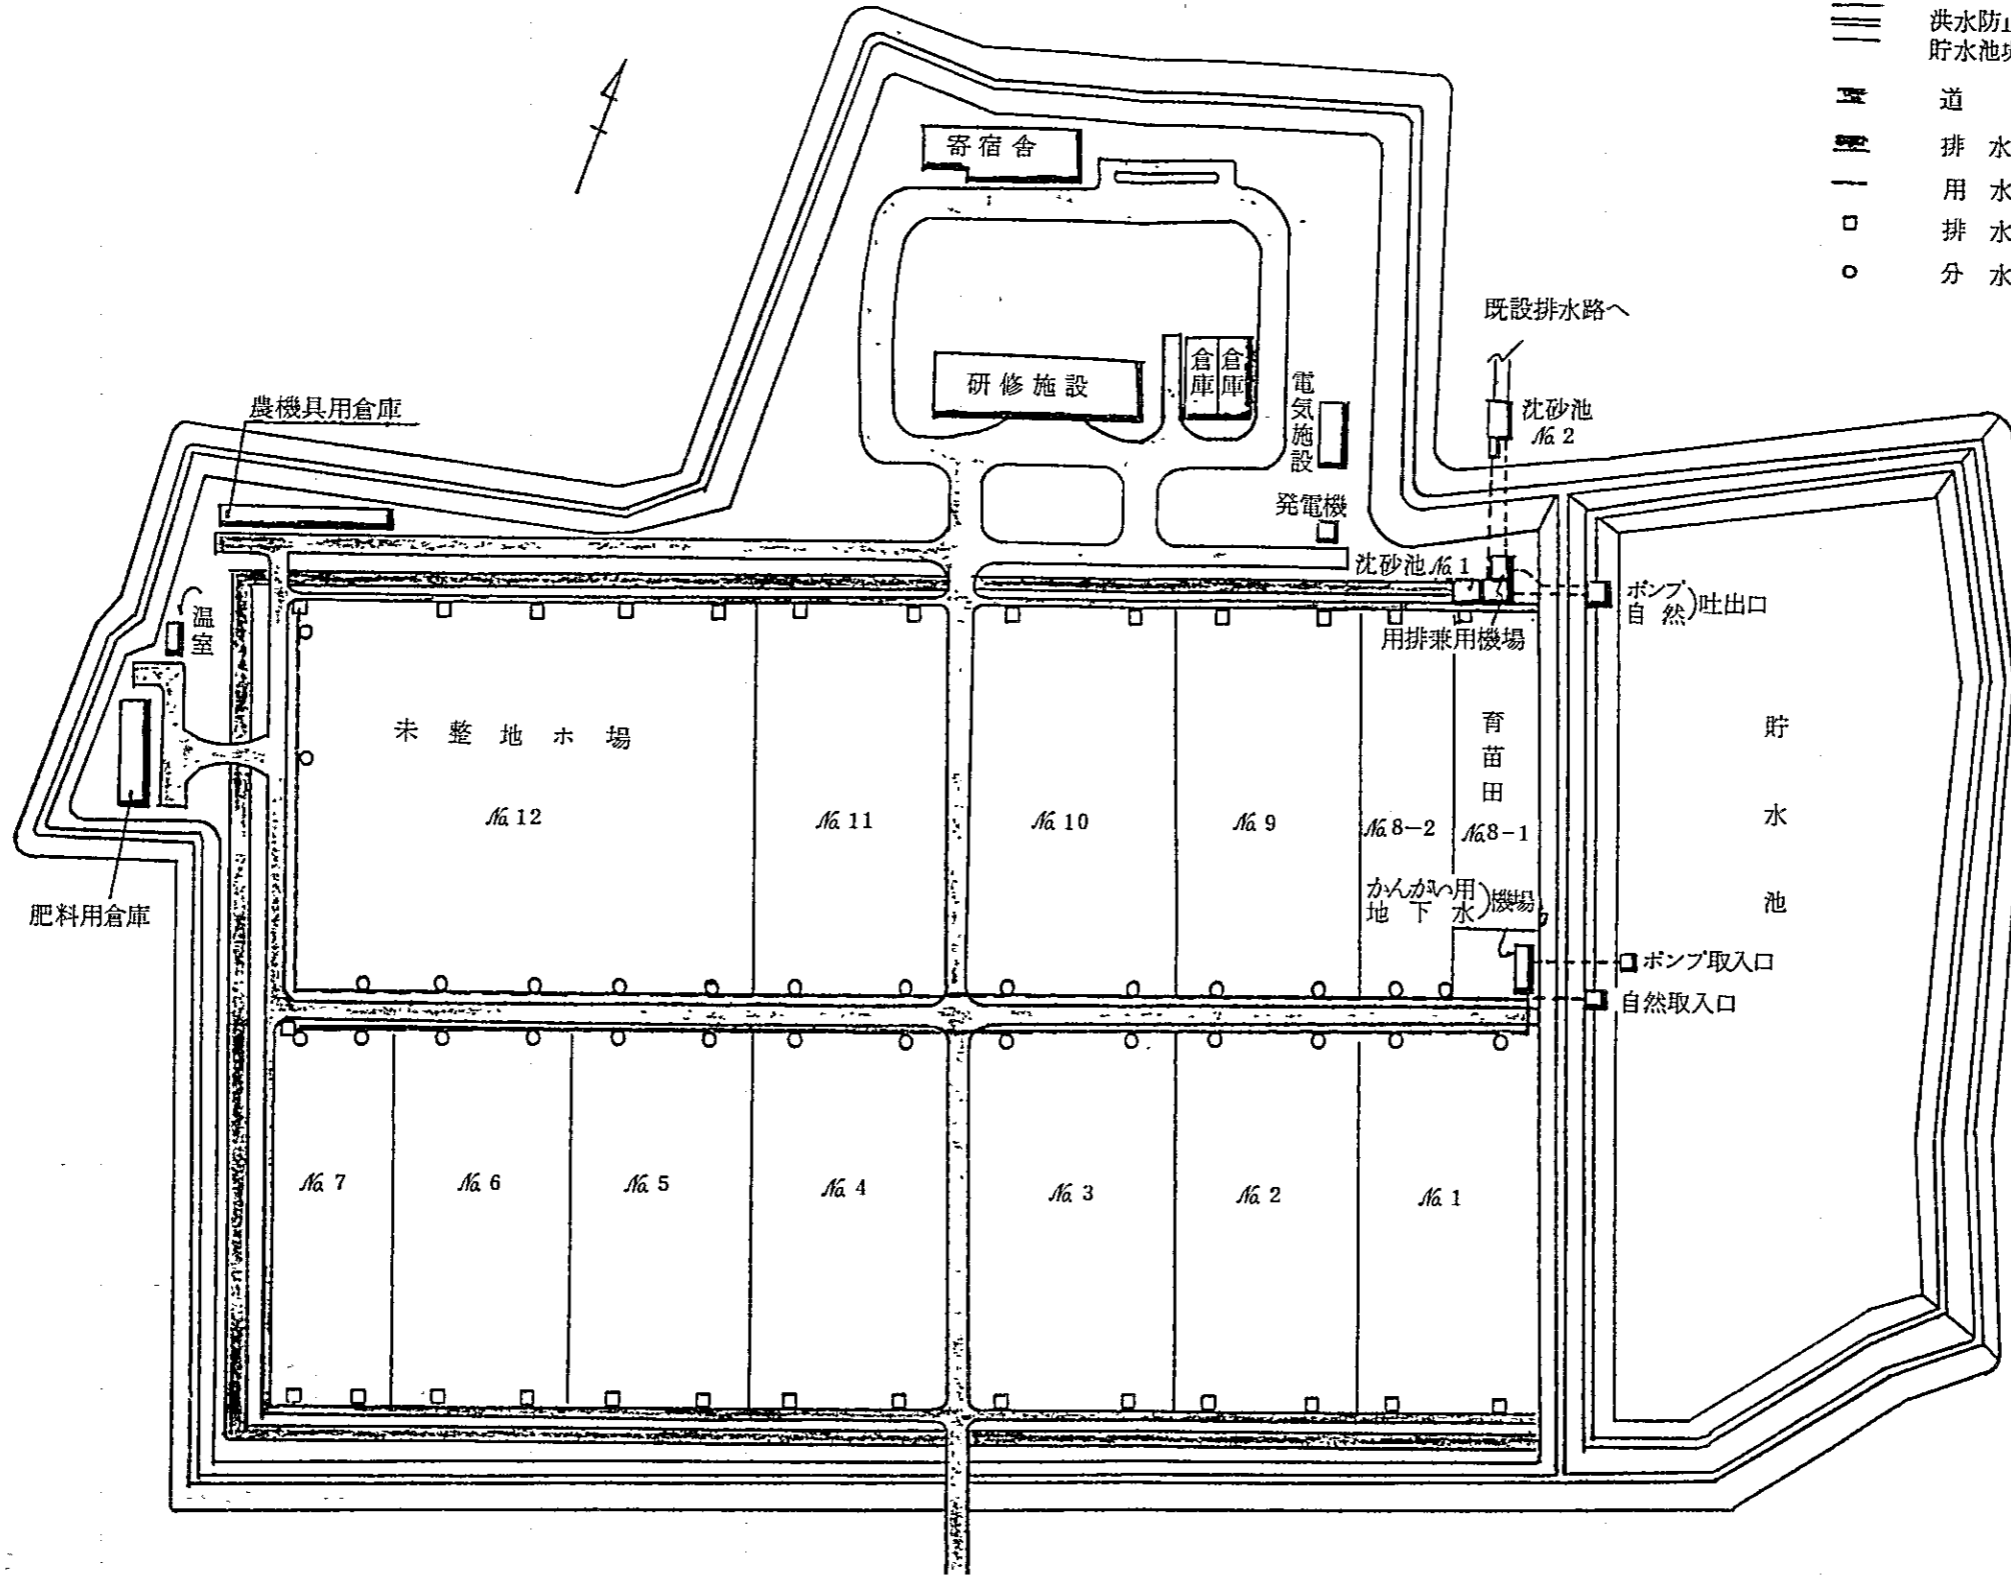 洪水防止
貯水池
道
排 水
用 水
排 水
分 水
寄宿舎
既設排水路へ
研修施設
倉庫
倉庫
電気施設
沈砂池
№2
農機具用倉庫
発電機
沈砂池№1
ポンプ
自 然)吐出口
温室
用排兼用機場
未整地ホ場
育苗田
貯水池
№12
№11
№10
№9
№8-2
№8-1
かんがい用
地 下 水)機場
肥料用倉庫
ポンプ取入口
自然取入口
№7
№6
№5
№4
№3
№2
№1